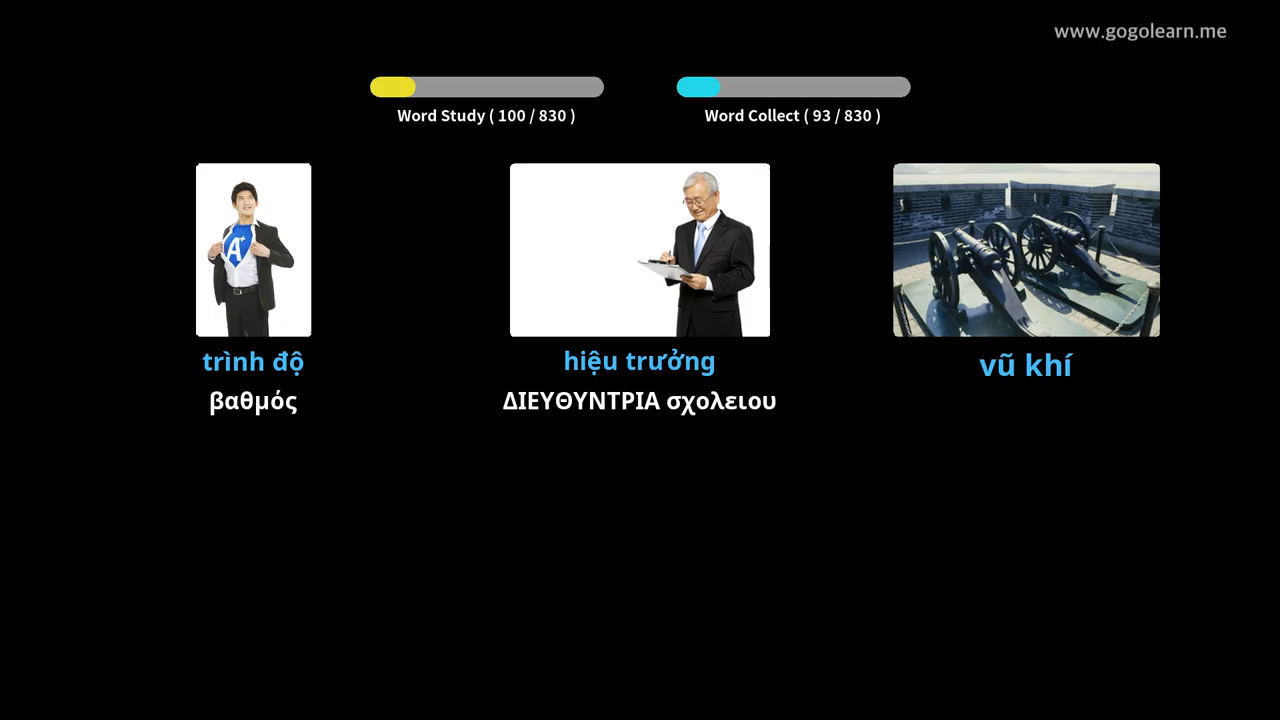 www.gogolearn.me
Word Study ( 100 / 830 )
Word Collect ( 93 / 830 )
A+
trình độ
hiệu trưởng
vũ khí
βαθμός
ΔΙΕΥΘΥΝΤΡΙΑ σχολειου